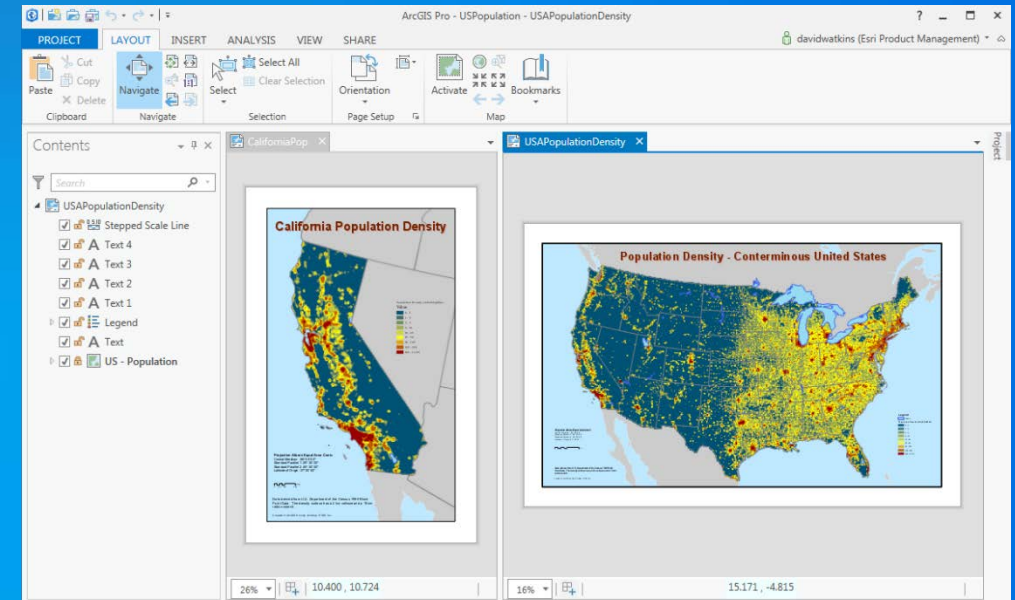 ArcGIS Pro - USPopulation - USAPopulationDensity
PROJECT LAYOUT INSERT ANALYSIS VIEW SHARE
davidwatkins (Esri Product Management)
Paste
Cut
Copy
Delete
Clipboard
Navigate
Navigate
Select
Select All
Clear Selection
Selection
Orientation
Page Setup
Activate
Bookmarks
Map
Contents
Search
USAPopulationDensity
Stepped Scale Line
A Text 4
A Text 3
A Text 2
A Text 1
Legend
A Text
US - Population
CaliforniaPop
California Population Density
26%
10.400 , 10.724
USAPopulationDensity
Population Density - Conterminous United States
16%
15.171 , -4.815
Project